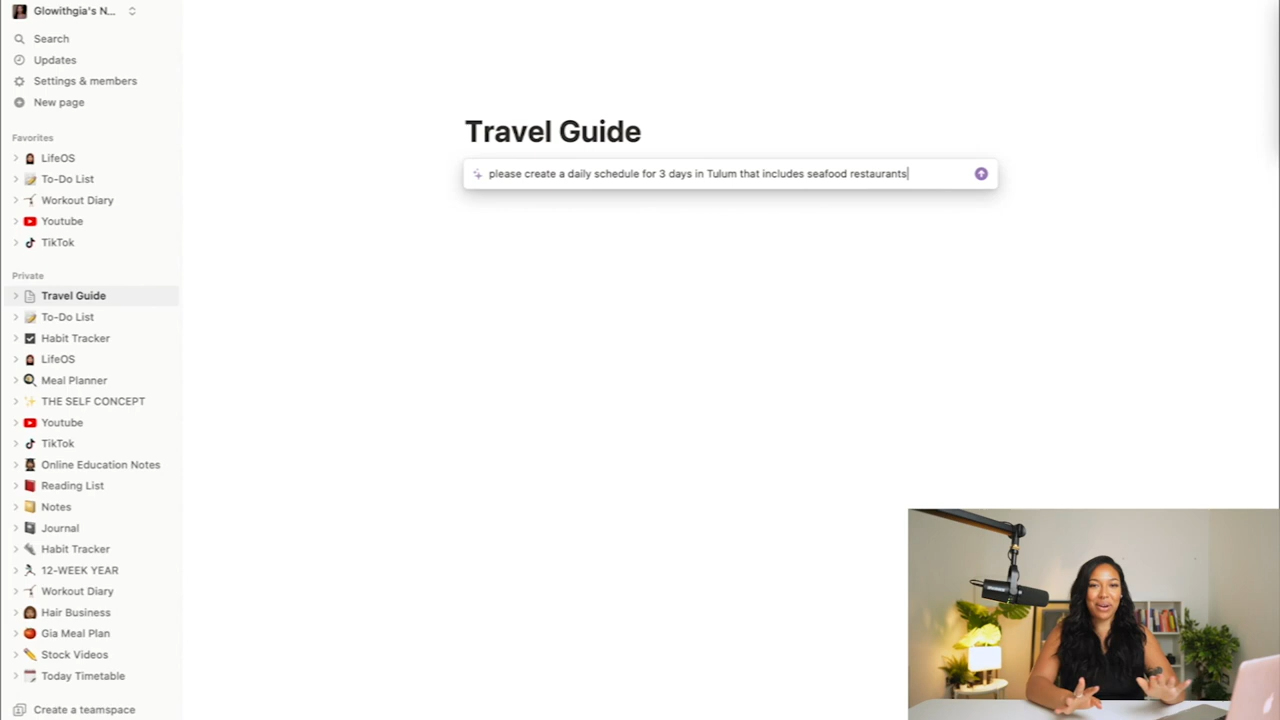 Glowithgia's N...
Search
Updates
Settings & members
New page
Favorites
LifeOS
To-Do List
Workout Diary
Youtube
TikTok
Private
Travel Guide
To-Do List
Habit Tracker
LifeOS
Meal Planner
THE SELF CONCEPT
Youtube
TikTok
Online Education Notes
Reading List
Notes
Journal
Habit Tracker
12-WEEK YEAR
Workout Diary
Hair Business
Gia Meal Plan
Stock Videos
Today Timetable
Create a teamspace
Travel Guide
please create a daily schedule for 3 days in Tulum that includes seafood restaurants